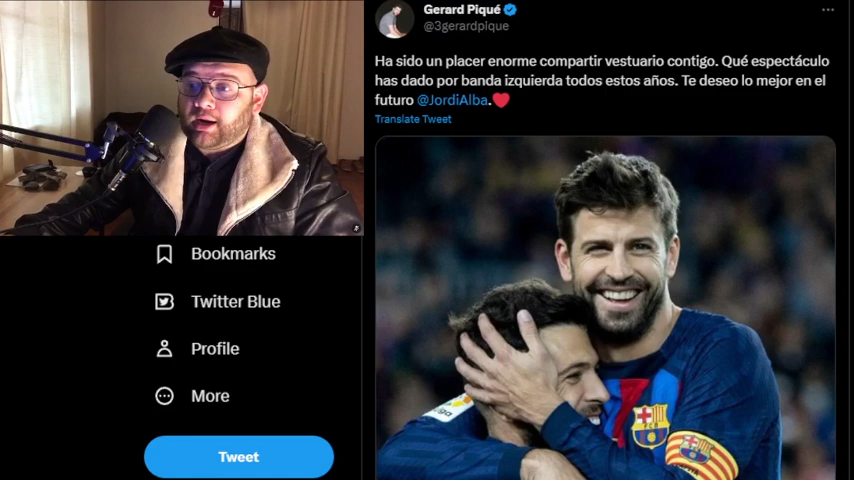 Gerard Piqué
@3gerardpique
Ha sido un placer enorme compartir vestuario contigo. Qué espectáculo
has dado por banda izquierda todos estos años. Te deseo lo mejor en el
futuro @JordiAlba.❤️
Translate Tweet
Bookmarks
Twitter Blue
Profile
More
Tweet
FCB